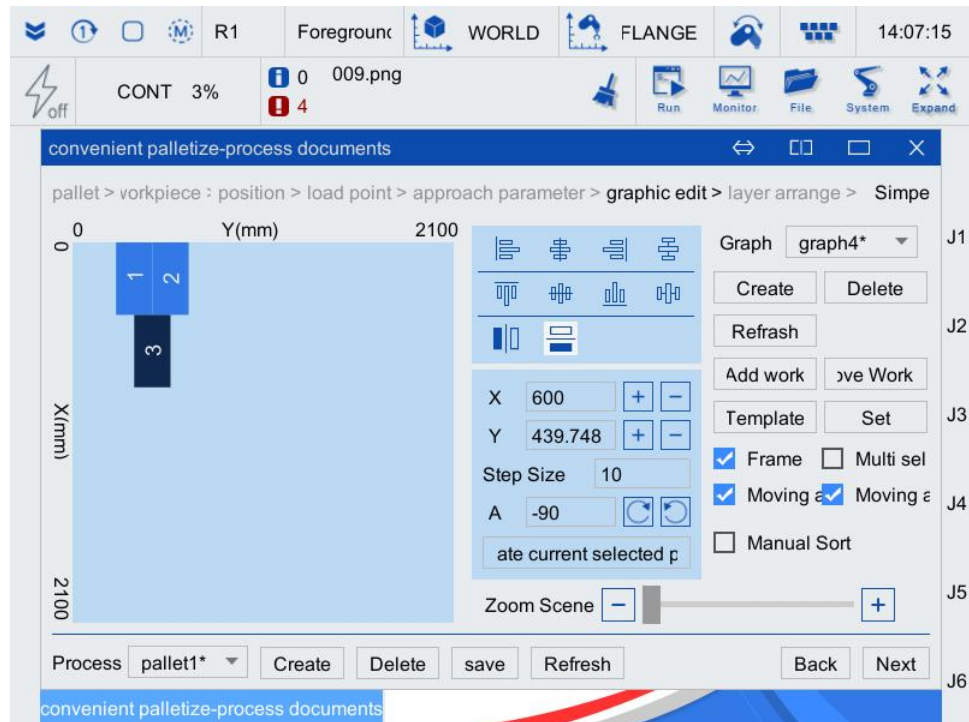 1 M R1 Foreground WORLD FLANGE 14:07:15
off CONT 3% i 0 009.png ! 4 Run Monitor File System Expand
convenient palletize-process documents
pallet > workpiece : position > load point > approach parameter > graphic edit > layer arrange > Simpe
0 Y(mm) 2100
0
1 2
3
X(mm)
2100
X 600 + −
Y 439.748 + −
Step Size 10
A -90
ate current selected p
Zoom Scene − +
Graph graph4*
Create Delete
Refrash
Add work ove Work
Template Set
Frame Multi sel
Moving a Moving a
Manual Sort
J1
J2
J3
J4
J5
J6
Process pallet1* Create Delete save Refresh Back Next
convenient palletize-process documents